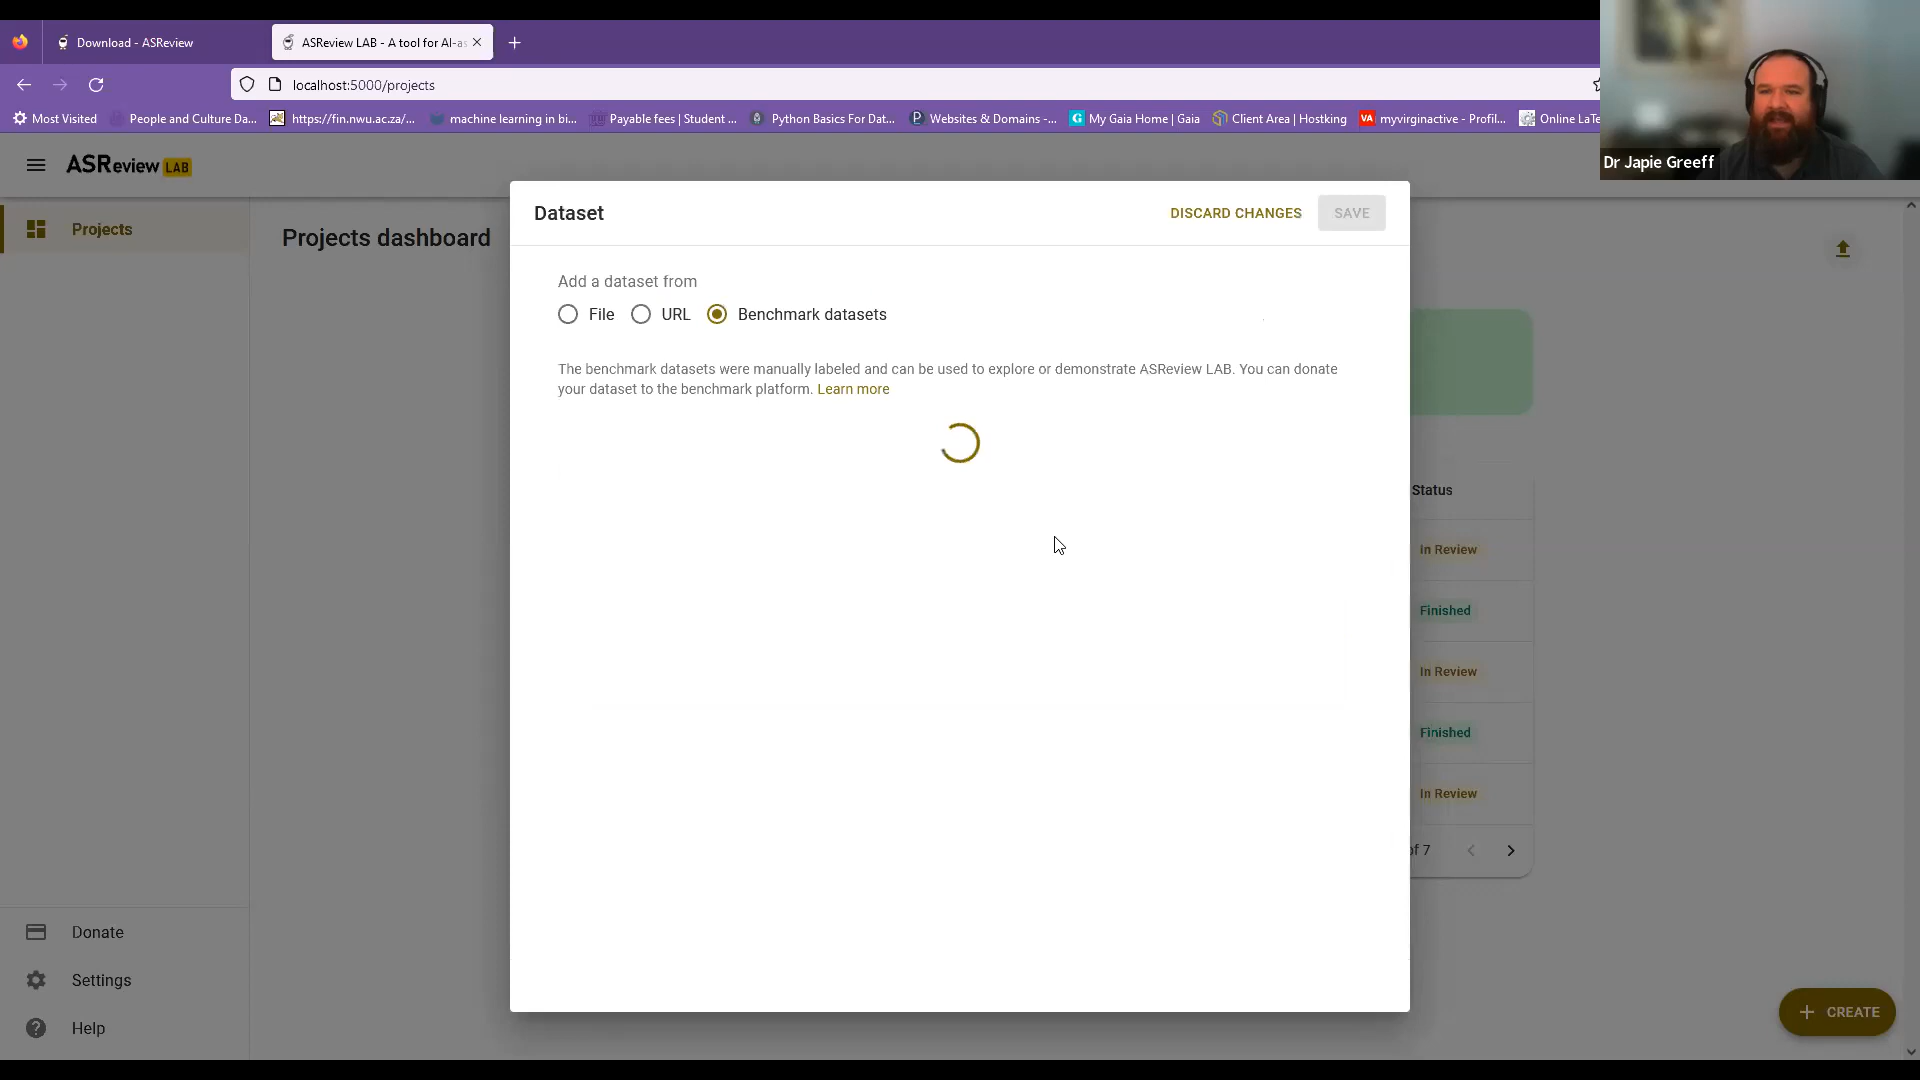 Download - ASReview
ASReview LAB - A tool for AI-as
localhost:5000/projects
Most Visited
People and Culture Da...
https://fin.nwu.ac.za/...
machine learning in bi...
Payable fees | Student ...
Python Basics For Dat...
Websites & Domains -...
My Gaia Home | Gaia
Client Area | Hostking
myvirginactive - Profil...
Online LaTe
Dr Japie Greeff
ASReview LAB
Projects
Projects dashboard
Dataset
DISCARD CHANGES
SAVE
Add a dataset from
File
URL
Benchmark datasets
The benchmark datasets were manually labeled and can be used to explore or demonstrate ASReview LAB. You can donate
your dataset to the benchmark platform. Learn more
Status
In Review
Finished
In Review
Finished
In Review
of 7
Donate
Settings
Help
CREATE